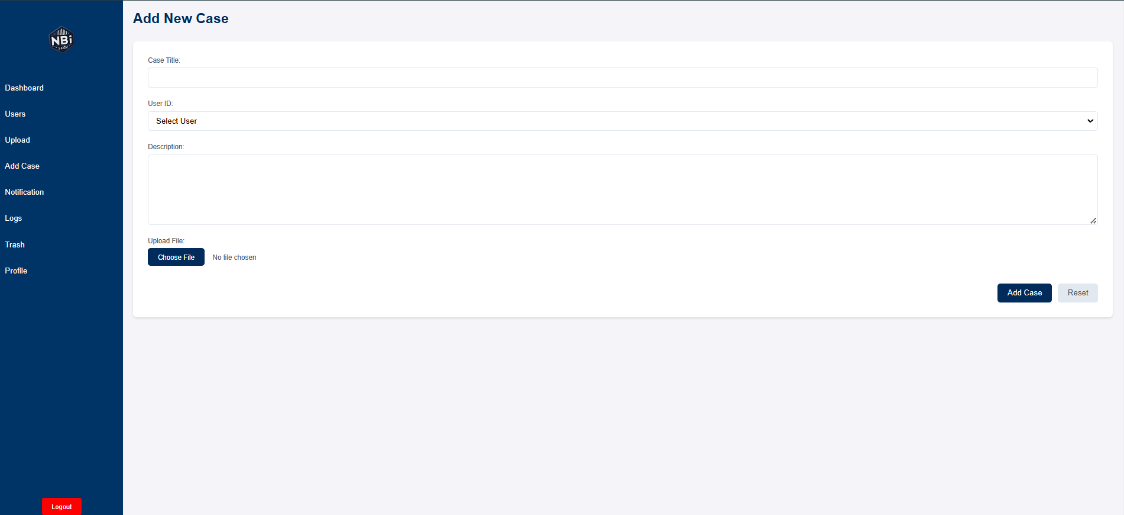 NBi
Dashboard
Users
Upload
Add Case
Notification
Logs
Trash
Profile
Logout
Add New Case
Case Title:
User ID:
Select User
Description:
Upload File:
Choose File No file chosen
Add Case Reset